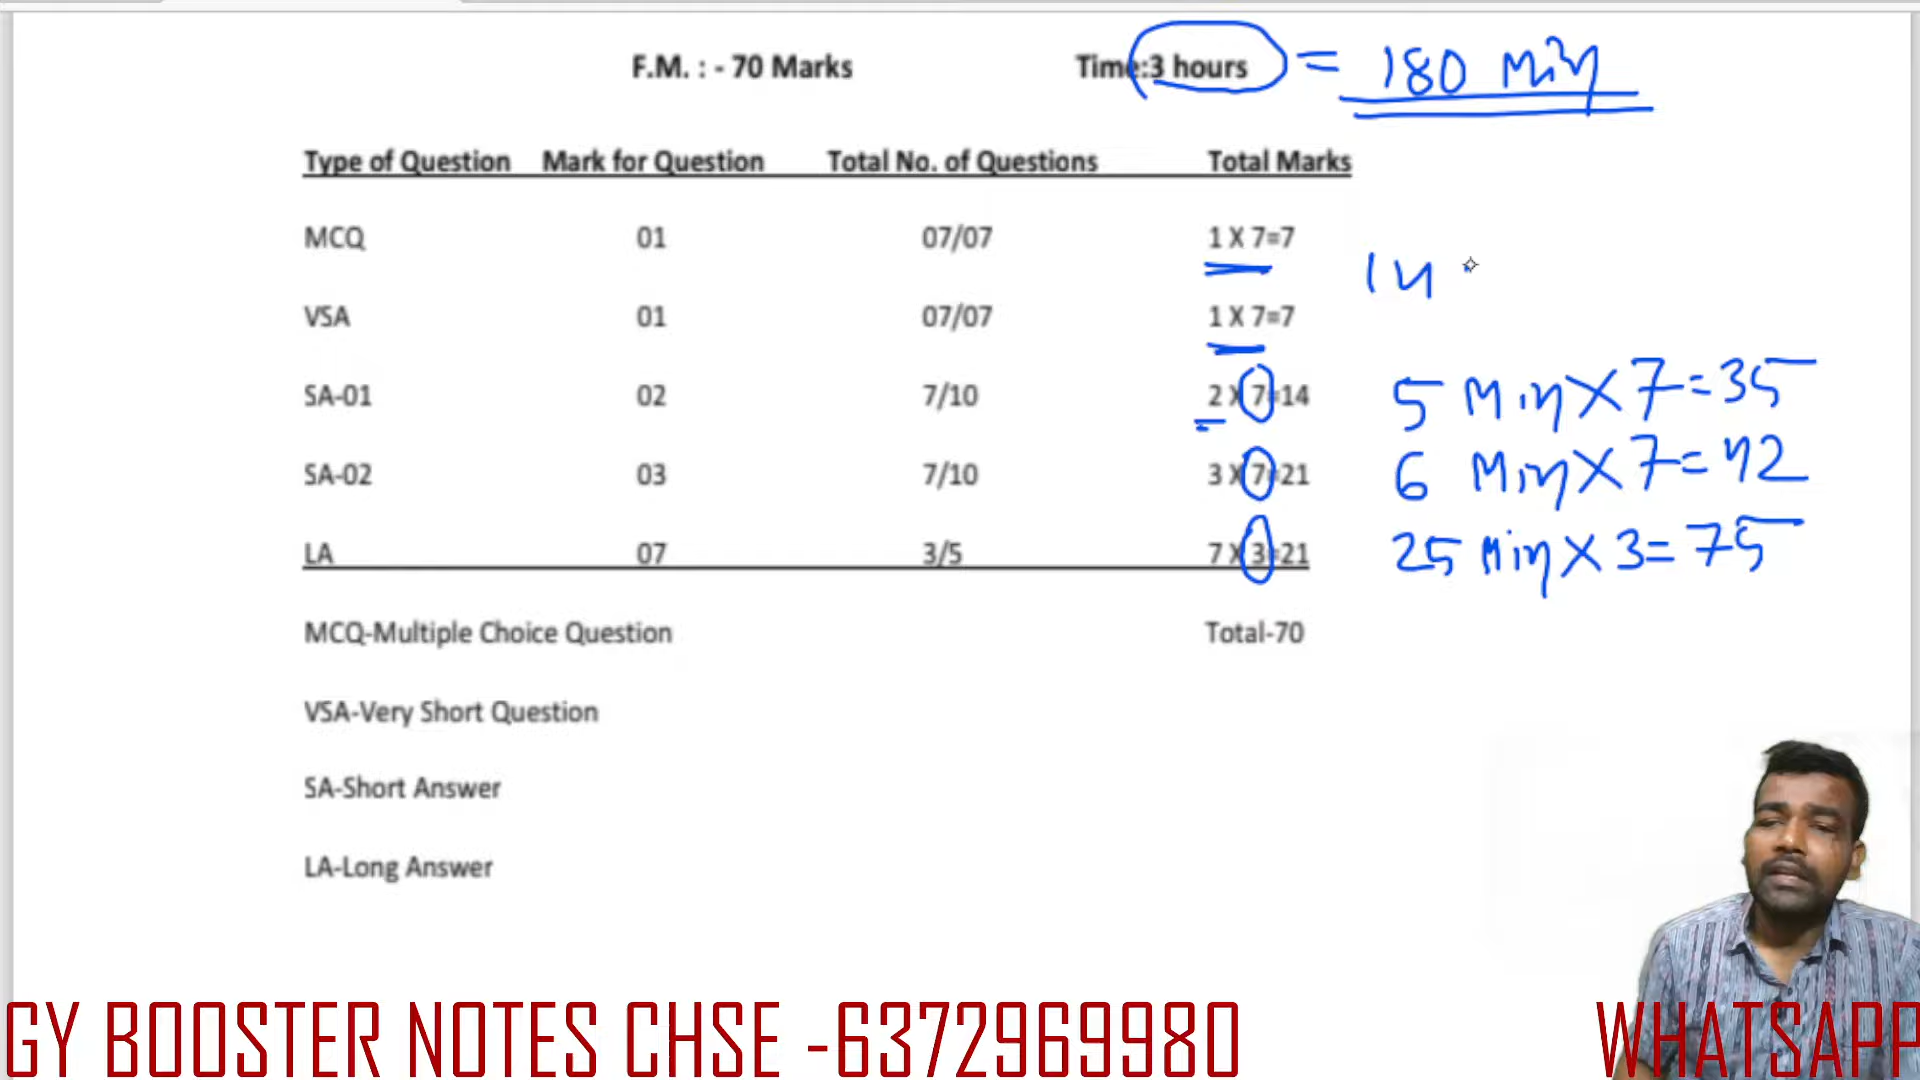 F.M. : - 70 Marks Time:3 hours = 180 Min
Type of Question Mark for Question Total No. of Questions Total Marks
MCQ 01 07/07 1 X 7=7
14
VSA 01 07/07 1 X 7=7
SA-01 02 7/10 2 X 7=14 5 Min X 7=35
SA-02 03 7/10 3 X 7=21 6 Min X 7=42
LA 07 3/5 7 X 3=21 25 Min X 3=75
MCQ-Multiple Choice Question Total-70
VSA-Very Short Question
SA-Short Answer
LA-Long Answer
GY BOOSTER NOTES CHSE -6372969980 WHATSAPP